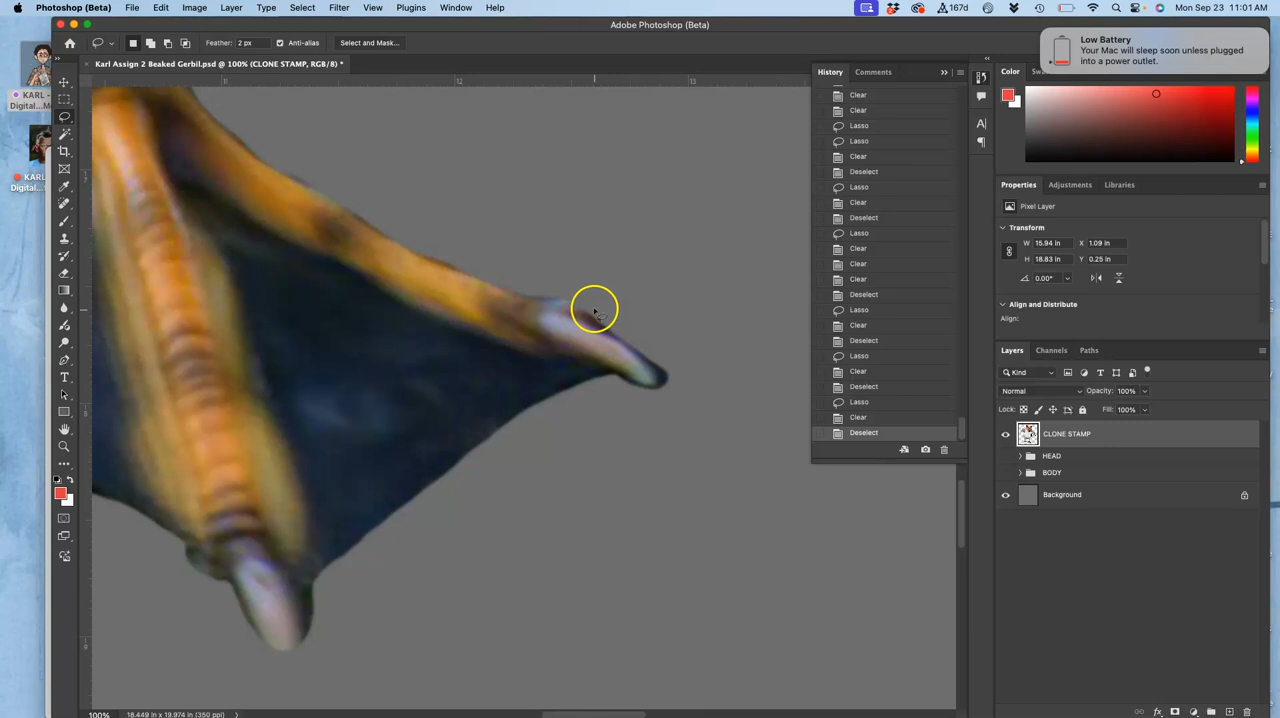 Photoshop (Beta) File Edit Image Layer Type Select Filter View Plugins Window Help 167d Mon Sep 23 11:01 AM
Adobe Photoshop (Beta)
Feather: 2 px Anti-alias Select and Mask...
Low Battery
Your Mac will sleep soon unless plugged into a power outlet.
Karl Assign 2 Beaked Gerbil.psd @ 100% (CLONE STAMP, RGB/8) *
History Comments
Color
11 12 13
Clear
Clear
Lasso
Lasso
Clear
Deselect
Lasso
Clear
Deselect
Lasso
Clear
Clear
Clear
Deselect
Lasso
Clear
Deselect
Lasso
Clear
Deselect
Lasso
Clear
Deselect
Properties Adjustments Libraries
Pixel Layer
Transform
W 15.94 in X 1.09 in
H 18.83 in Y 0.25 in
0.00°
Align and Distribute
Align:
Layers Channels Paths
Kind
Normal Opacity: 100%
Lock: Fill: 100%
CLONE STAMP
HEAD
BODY
Background
100% 18.449 in x 19.974 in (350 ppi)